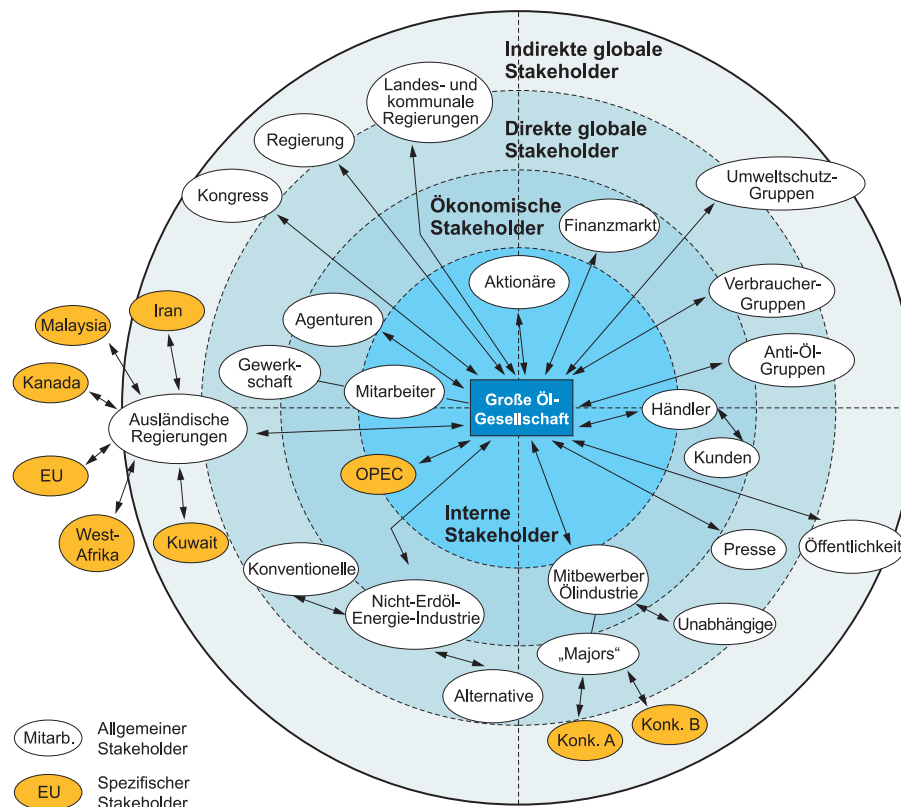 Indirekte globale
Stakeholder
Landes- und
kommunale
Regierungen
Direkte globale
Stakeholder
Regierung
Umweltschutz-
Gruppen
Kongress
Ökonomische
Stakeholder
Finanzmarkt
Aktionäre
Verbraucher-
Gruppen
Iran
Malaysia
Agenturen
Anti-Öl-
Gruppen
Gewerk-
schaft
Kanada
Mitarbeiter
Große Öl-
Gesellschaft
Händler
Ausländische
Regierungen
Kunden
EU
OPEC
West-
Afrika
Kuwait
Interne
Stakeholder
Presse
Öffentlichkeit
Konventionelle
Mitbewerber
Ölindustrie
Nicht-Erdöl-
Energie-Industrie
Unabhängige
„Majors“
Alternative
Konk. A
Konk. B
Mitarb.
Allgemeiner
Stakeholder
EU
Spezifischer
Stakeholder